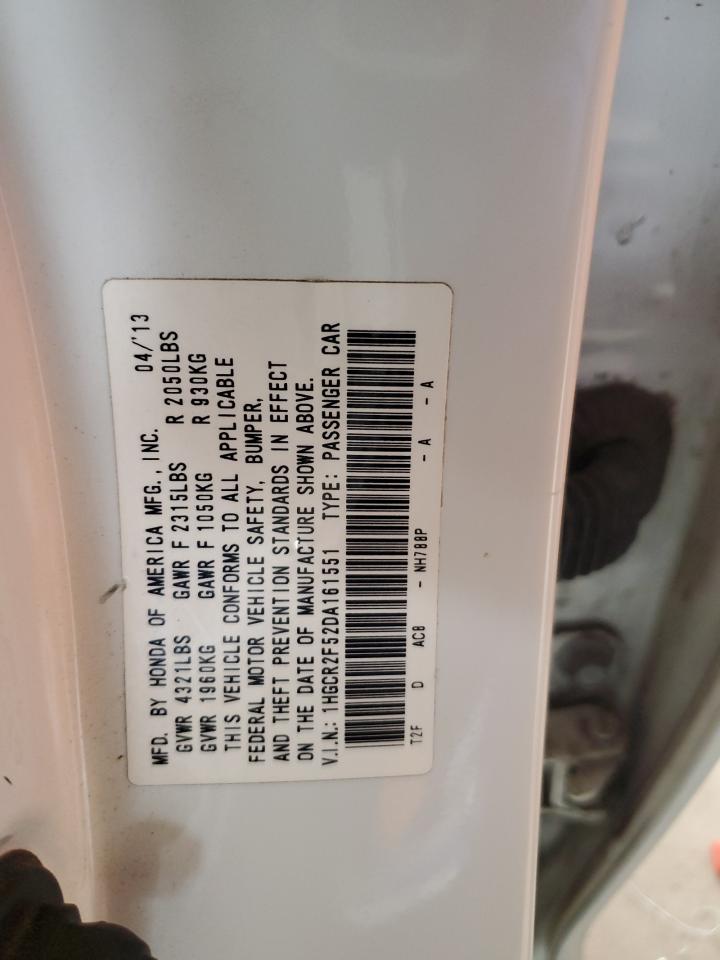 MFD. BY HONDA OF AMERICA MFG., INC. 04/'13
GVWR 4321LBS GAWR F 2315LBS R 2050LBS
GVWR 1960KG GAWR F 1050KG R 930KG
THIS VEHICLE CONFORMS TO ALL APPLICABLE
FEDERAL MOTOR VEHICLE SAFETY, BUMPER,
AND THEFT PREVENTION STANDARDS IN EFFECT
ON THE DATE OF MANUFACTURE SHOWN ABOVE.
V.I.N.: 1HGCR2F52DA161551 TYPE: PASSENGER CAR
T2F D AC8 - NH788P - A - A